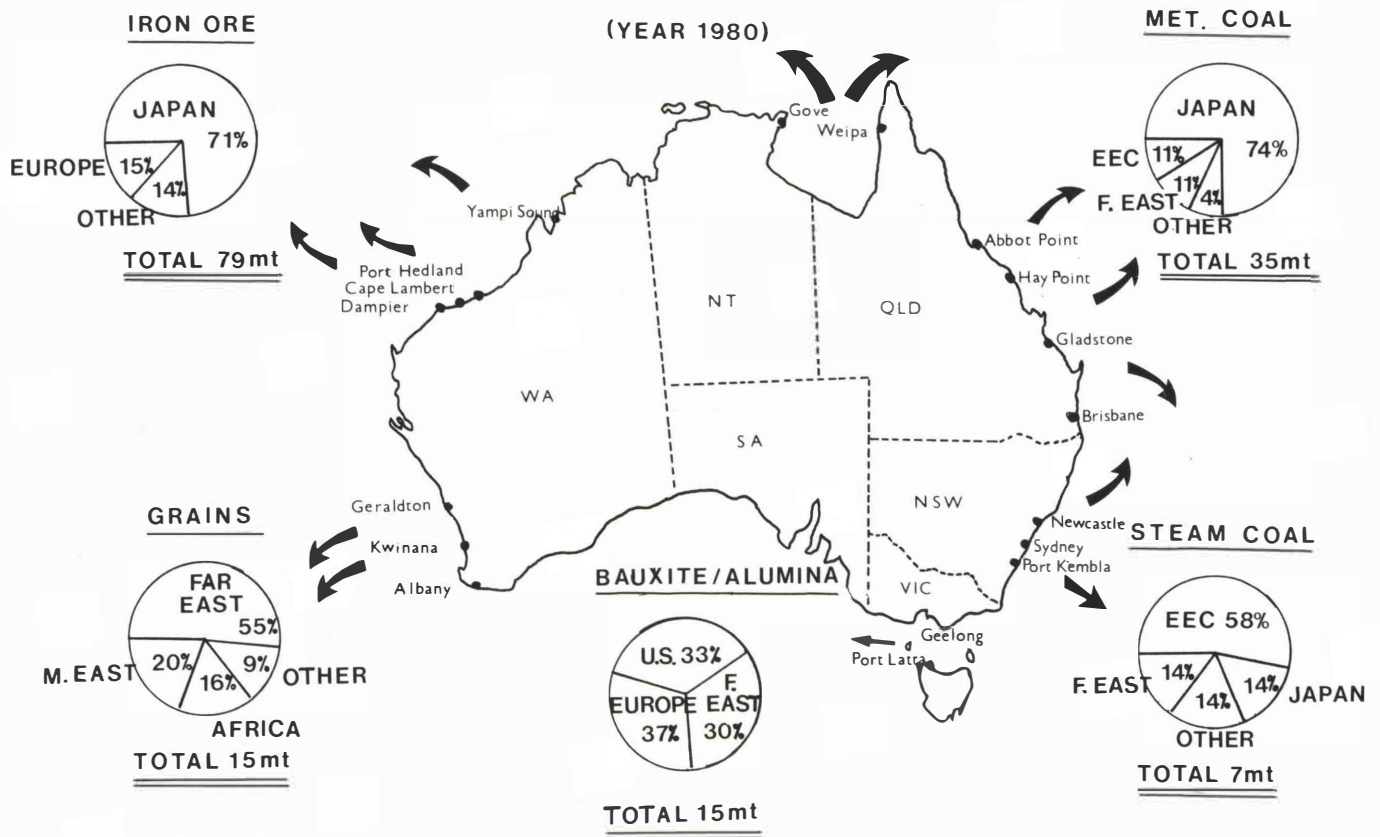 IRON ORE
JAPAN
71%
EUROPE
15%
14%
OTHER
TOTAL 79mt
(YEAR 1980)
MET. COAL
JAPAN
74%
EEC
11%
11%
F. EAST
4%
OTHER
TOTAL 35mt
Gove
Weipa
Yampi Sound
Port Hedland
Cape Lambert
Dampier
Abbot Point
Hay Point
Gladstone
Brisbane
NT
QLD
WA
SA
NSW
VIC
Geraldton
Kwinana
Albany
Newcastle
Sydney
Port Kembla
Geelong
Port Latta
GRAINS
FAR
EAST
55%
M. EAST
20%
16%
9%
OTHER
AFRICA
TOTAL 15mt
BAUXITE/ALUMINA
U.S. 33%
EUROPE
37%
F.
EAST
30%
TOTAL 15mt
STEAM COAL
EEC 58%
F. EAST
14%
14%
14%
JAPAN
OTHER
TOTAL 7mt